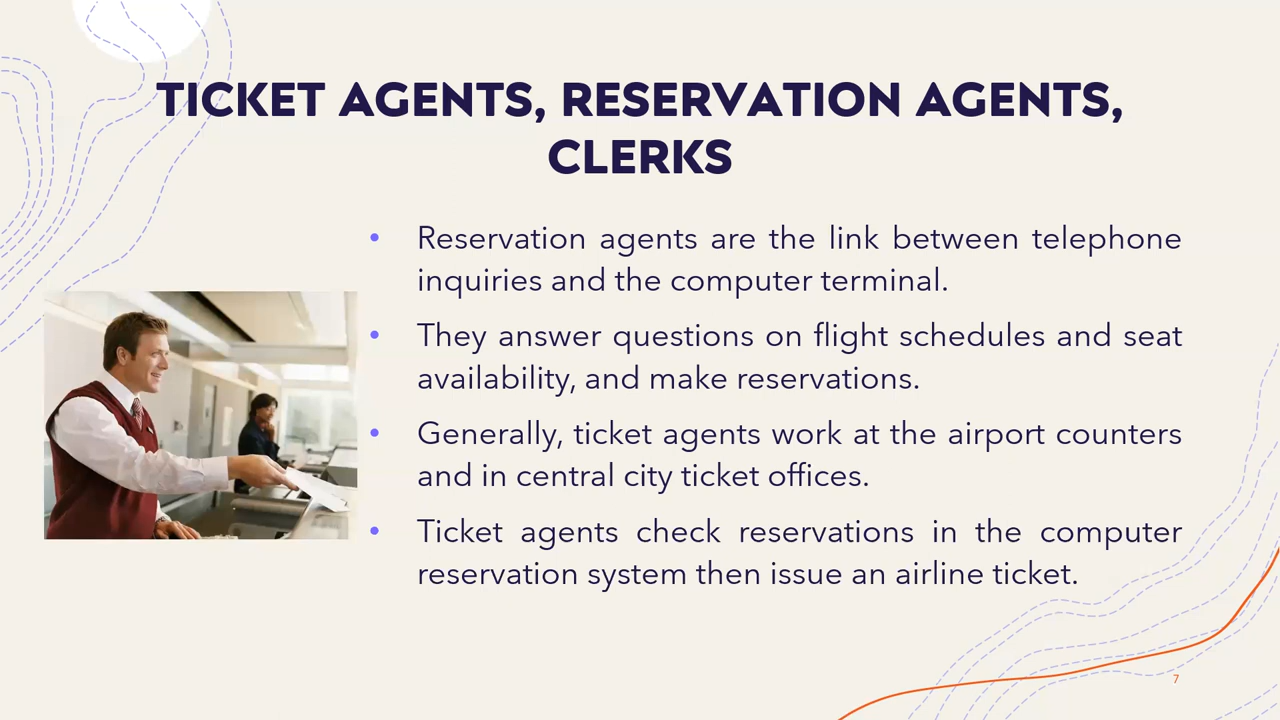 TICKET AGENTS, RESERVATION AGENTS,
CLERKS
• Reservation agents are the link between telephone
inquiries and the computer terminal.
• They answer questions on flight schedules and seat
availability, and make reservations.
• Generally, ticket agents work at the airport counters
and in central city ticket offices.
• Ticket agents check reservations in the computer
reservation system then issue an airline ticket.
7